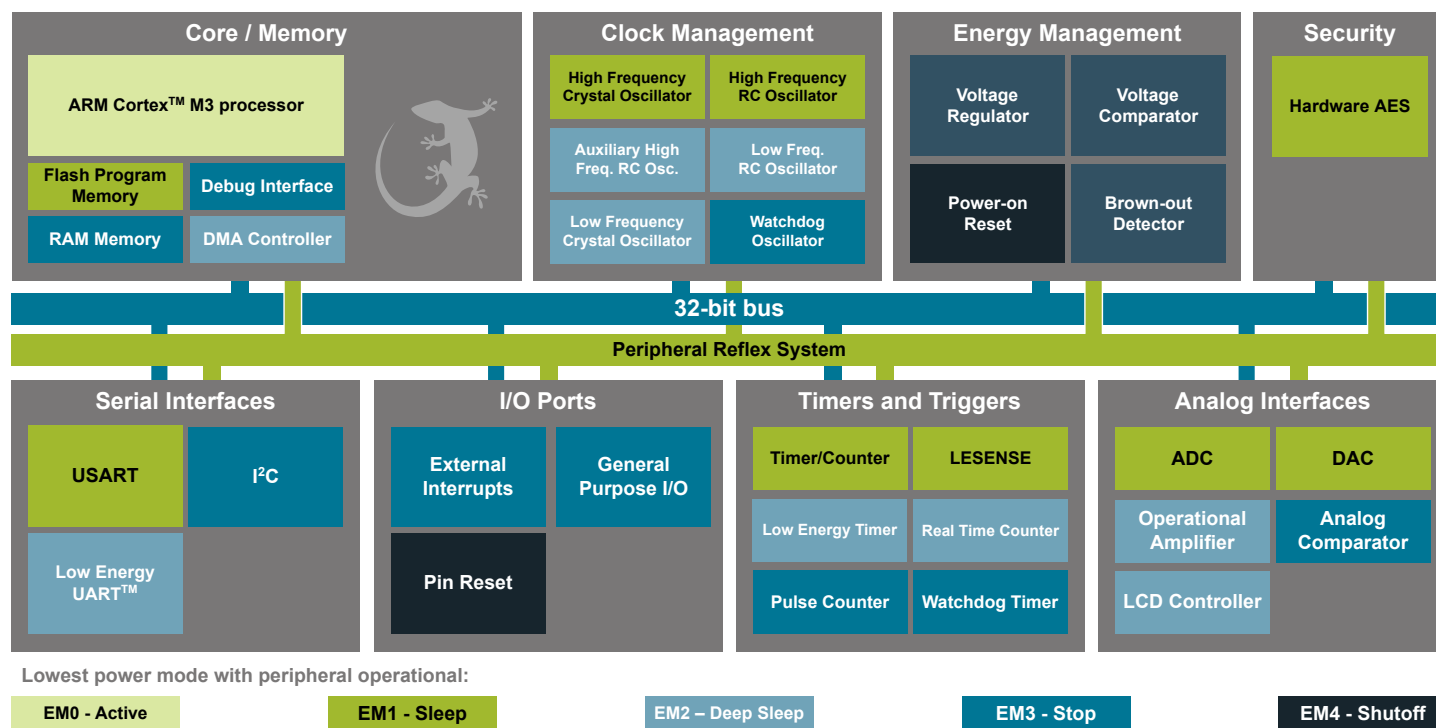 Core / Memory
ARM Cortex™ M3 processor
Flash Program
Memory
Debug Interface
RAM Memory
DMA Controller
Clock Management
High Frequency
Crystal Oscillator
High Frequency
RC Oscillator
Auxiliary High
Freq. RC Osc.
Low Freq.
RC Oscillator
Low Frequency
Crystal Oscillator
Watchdog
Oscillator
Energy Management
Voltage
Regulator
Voltage
Comparator
Power-on
Reset
Brown-out
Detector
Security
Hardware AES
32-bit bus
Peripheral Reflex System
Serial Interfaces
USART
I²C
Low Energy
UART™
I/O Ports
External
Interrupts
General
Purpose I/O
Pin Reset
Timers and Triggers
Timer/Counter
LESENSE
Low Energy Timer
Real Time Counter
Pulse Counter
Watchdog Timer
Analog Interfaces
ADC
DAC
Operational
Amplifier
Analog
Comparator
LCD Controller
Lowest power mode with peripheral operational:
EM0 - Active
EM1 - Sleep
EM2 – Deep Sleep
EM3 - Stop
EM4 - Shutoff